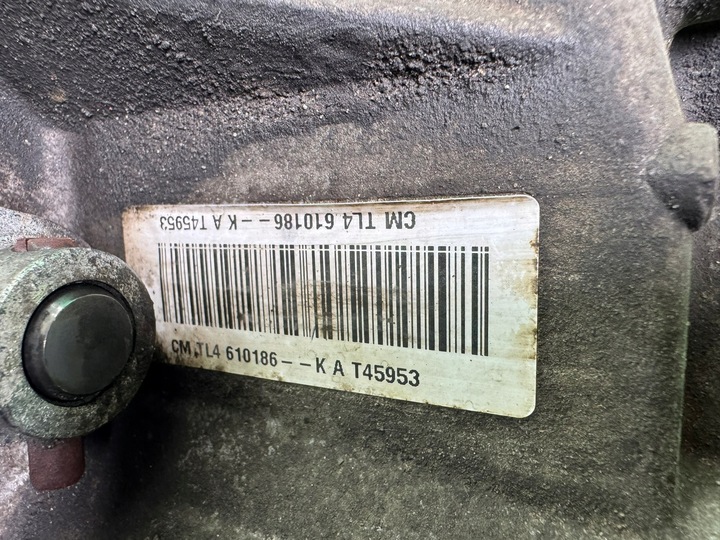 CM TL4 610186 - K A T45953
CM TL4 610186 - -K A T45953